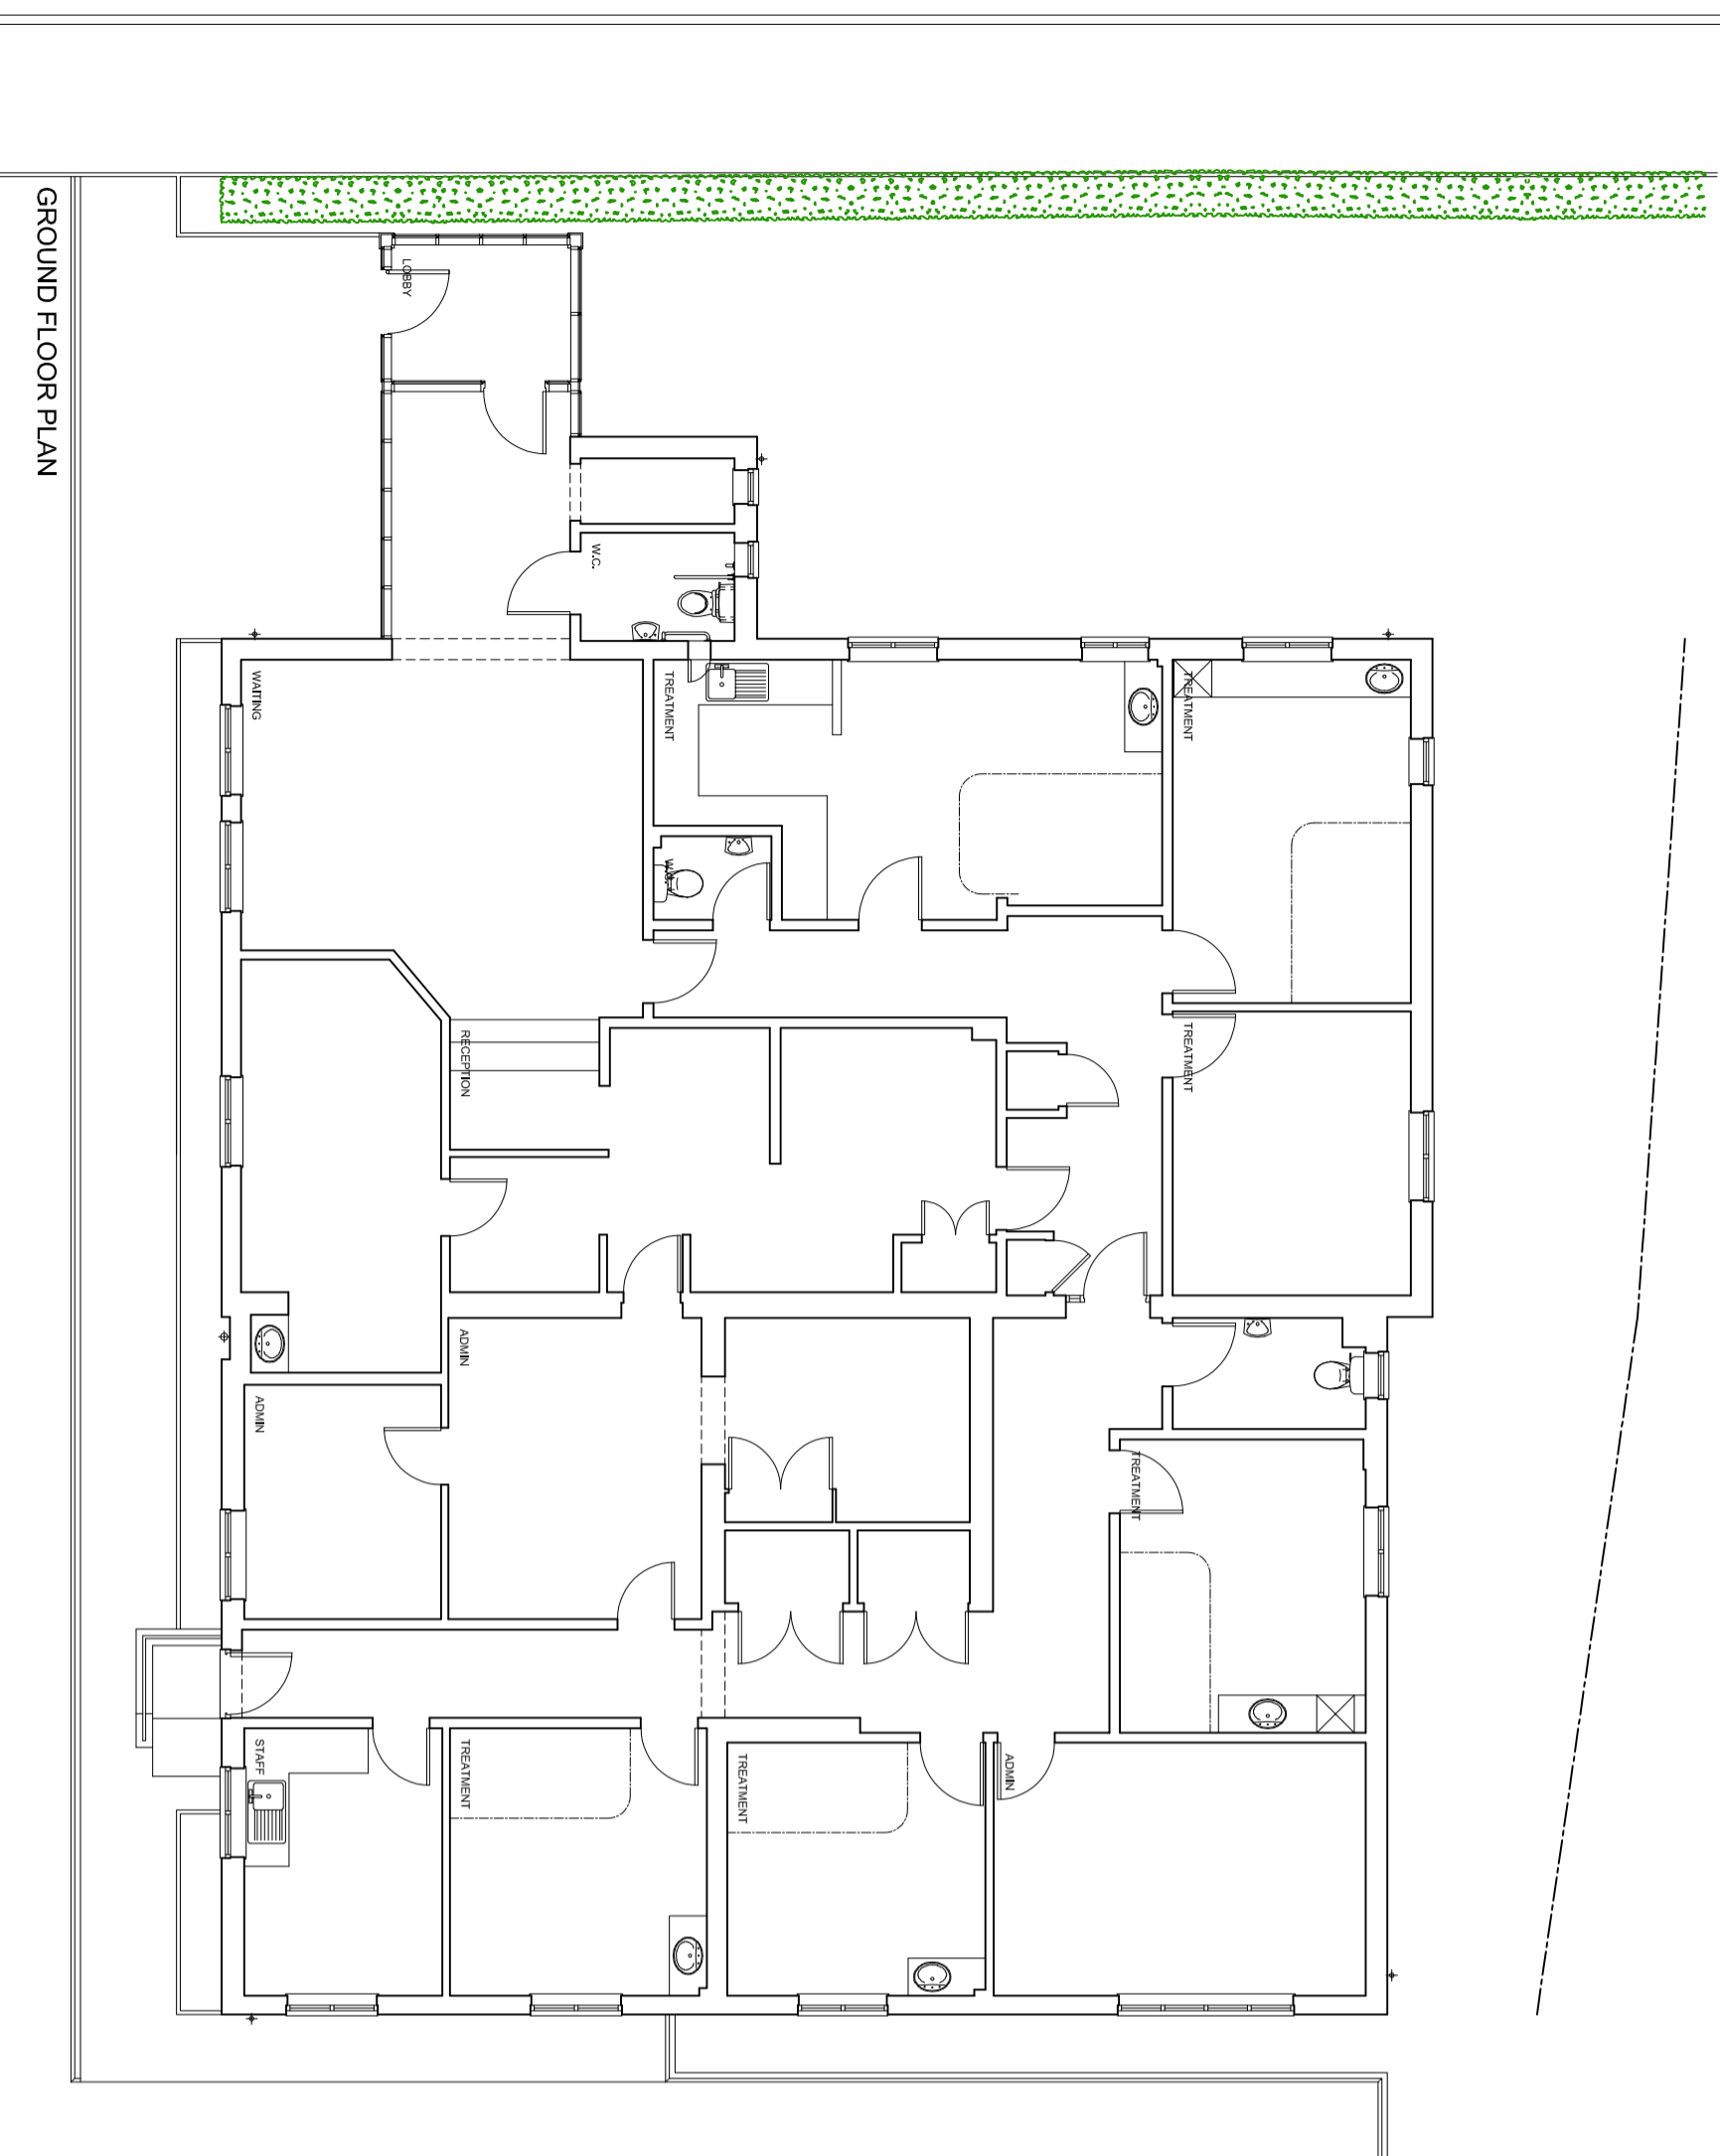 GROUND FLOOR PLAN
LOBBY
W.C.
WAITING
TREATMENT
TREATMENT
W.C.
RECEPTION
TREATMENT
ADMIN
ADMIN
TREATMENT
STAFF
TREATMENT
TREATMENT
ADMIN